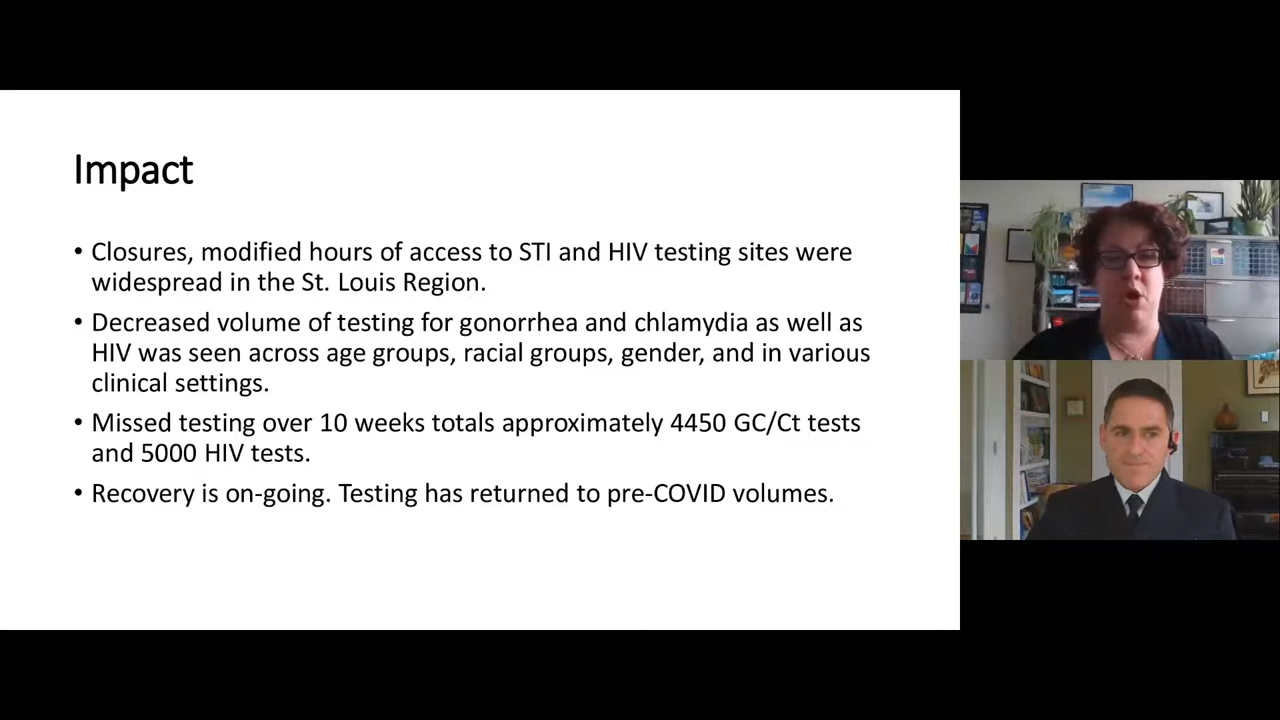 Impact
• Closures, modified hours of access to STI and HIV testing sites were
widespread in the St. Louis Region.
• Decreased volume of testing for gonorrhea and chlamydia as well as
HIV was seen across age groups, racial groups, gender, and in various
clinical settings.
• Missed testing over 10 weeks totals approximately 4450 GC/Ct tests
and 5000 HIV tests.
• Recovery is on-going. Testing has returned to pre-COVID volumes.